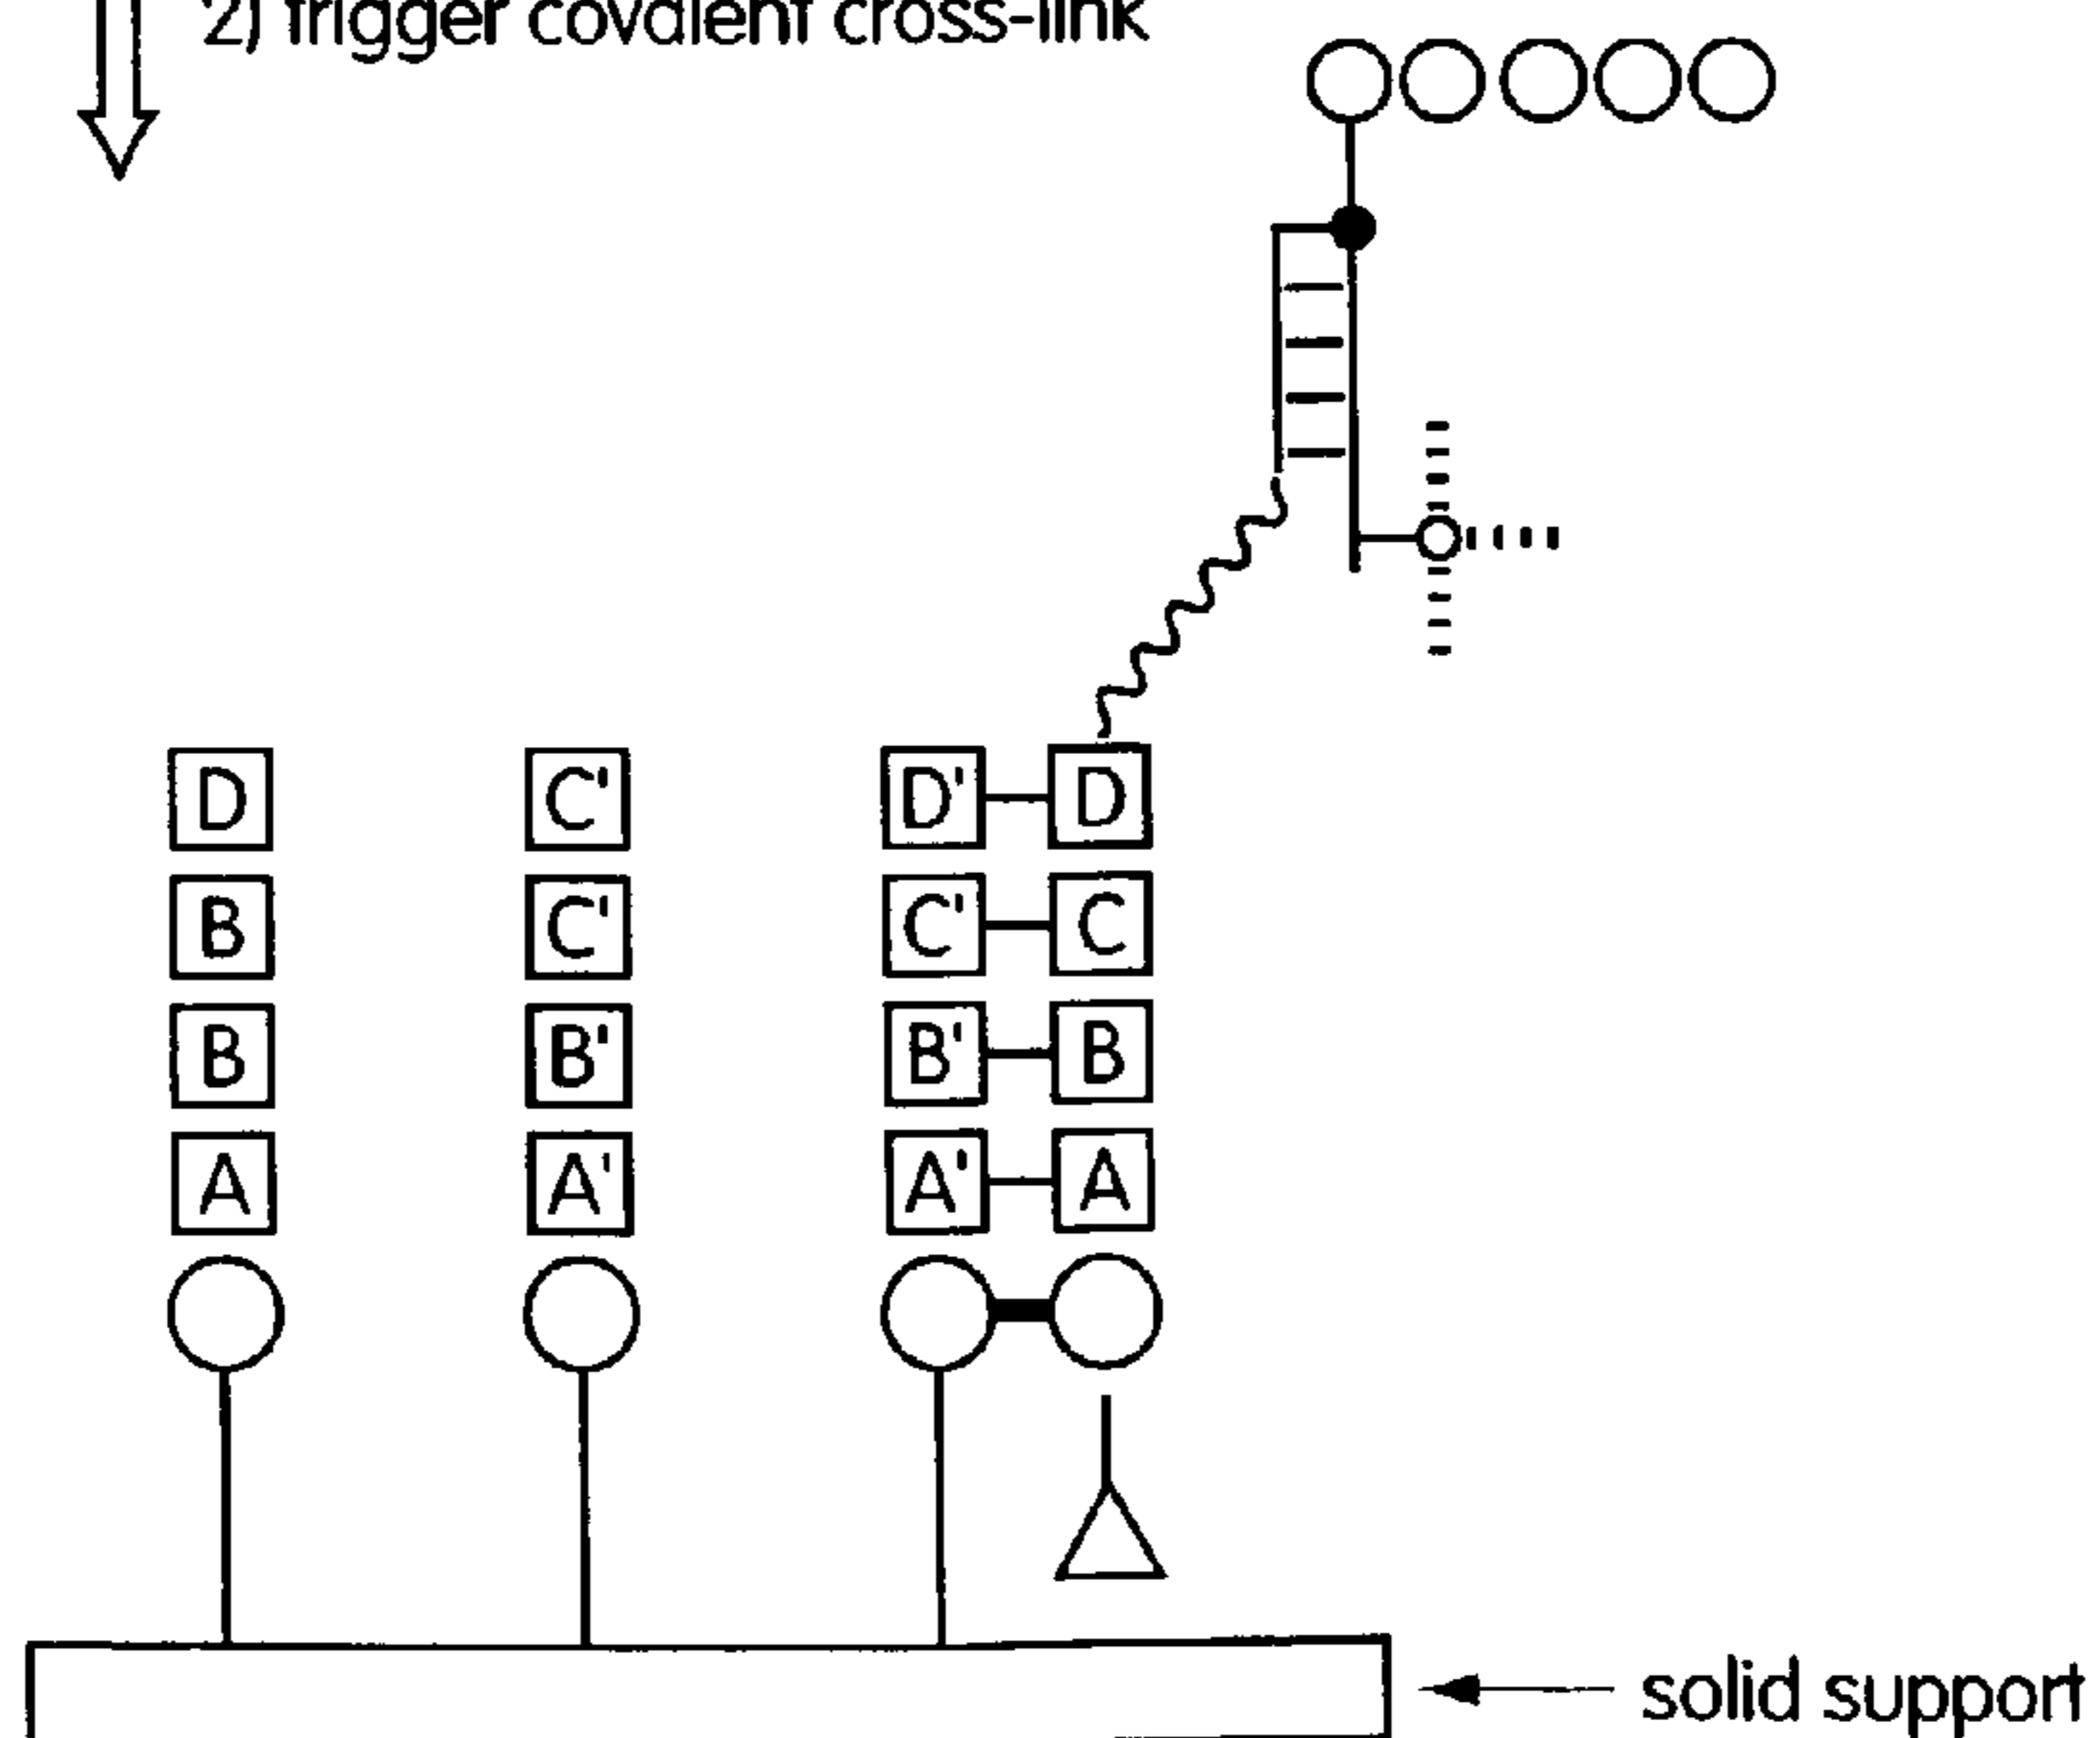 2) trigger covalent cross-link
D C' D' D
B C' C' C
B B' B' B
A A' A' A
solid support